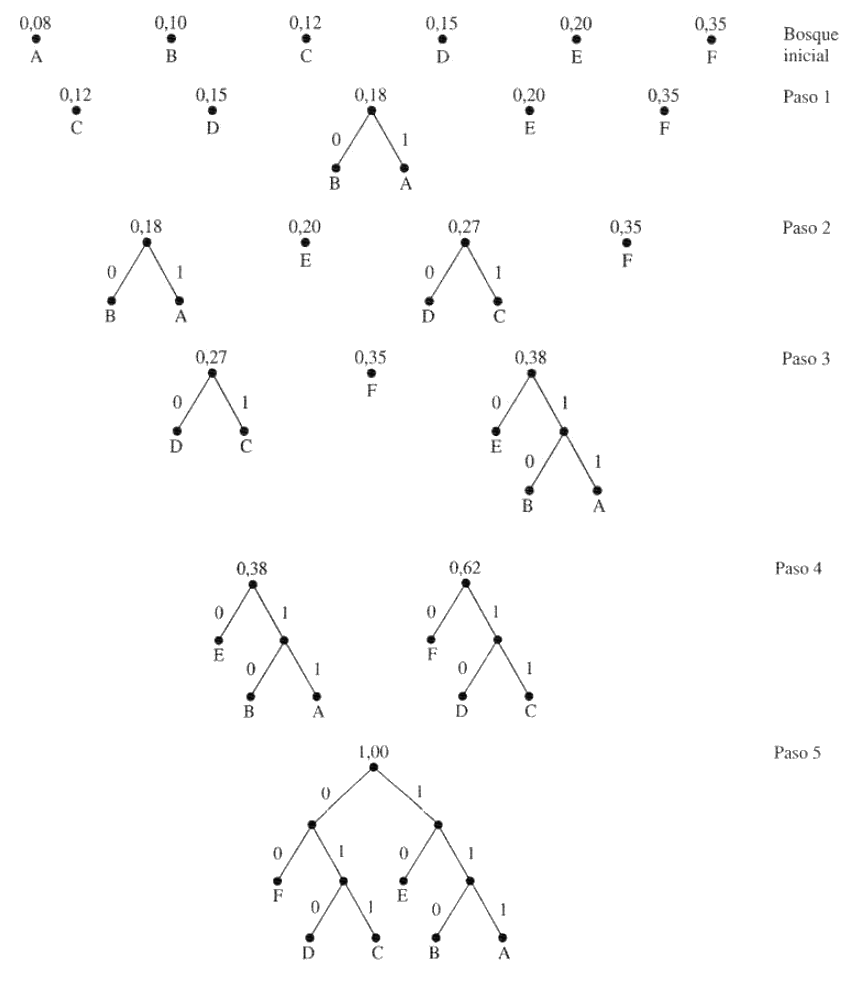 0,08 0,10 0,12 0,15 0,20 0,35 Bosque
A B C D E F inicial
0,12 0,15 0,18 0,20 0,35 Paso 1
C D E F
0 1
B A
0,18 0,20 0,27 0,35 Paso 2
E F
0 1 0 1
B A D C
0,27 0,35 0,38 Paso 3
F
0 1 0 1
D C E
0 1
B A
0,38 0,62 Paso 4
0 1 0 1
E F
0 1 0 1
B A D C
1,00 Paso 5
0 1
0 1 0 1
F E
0 1 0 1
D C B A